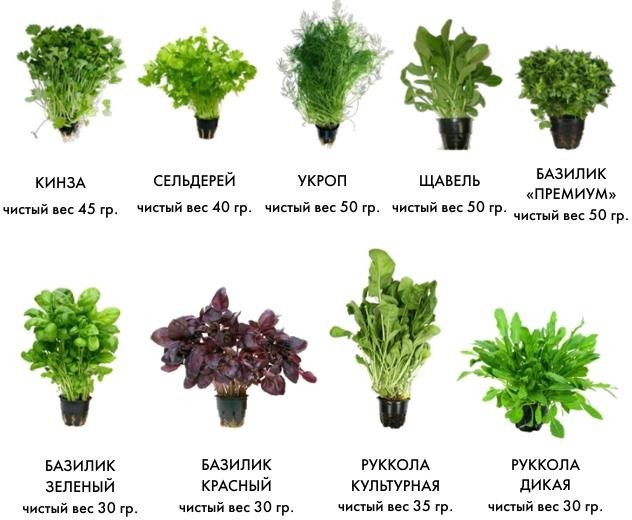 КИНЗА
чистый вес 45 гр.
СЕЛЬДЕРЕЙ
чистый вес 40 гр.
УКРОП
чистый вес 50 гр.
ЩАВЕЛЬ
чистый вес 50 гр.
БАЗИЛИК
«ПРЕМИУМ»
чистый вес 50 гр.
БАЗИЛИК
ЗЕЛЕНЫЙ
чистый вес 30 гр.
БАЗИЛИК
КРАСНЫЙ
чистый вес 30 гр.
РУККОЛА
КУЛЬТУРНАЯ
чистый вес 35 гр.
РУККОЛА
ДИКАЯ
чистый вес 30 гр.